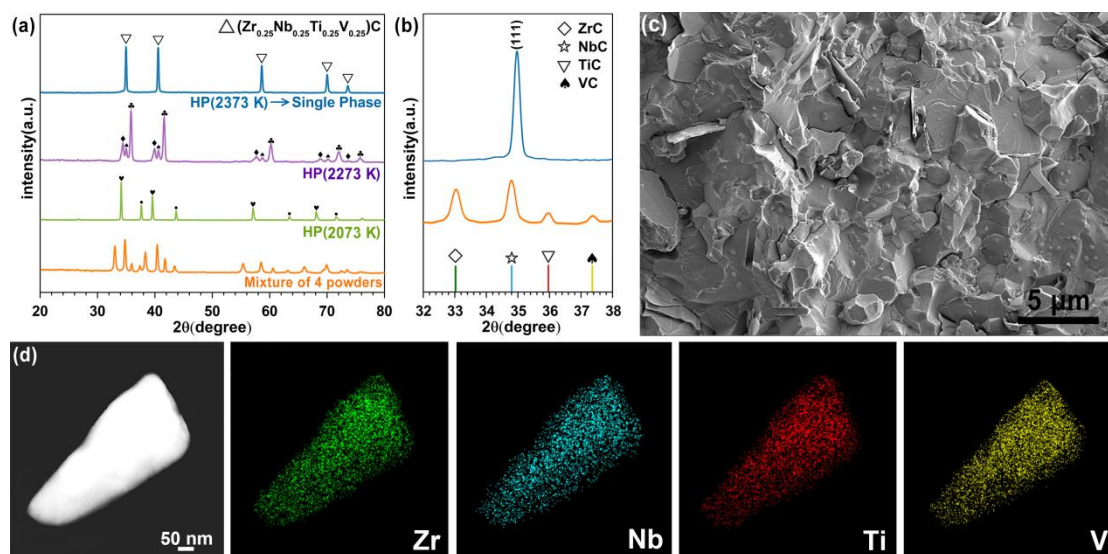 (a)
△(Zr0.25Nb0.25Ti0.25V0.25)C
HP(2373 K)→Single Phase
HP(2273 K)
HP(2073 K)
Mixture of 4 powders
intensity(a.u.)
20 30 40 50 60 70 80
2θ(degree)
(b)
(111)
ZrC
NbC
TiC
VC
intensity(a.u.)
32 33 34 35 36 37 38
2θ(degree)
(c)
5 μm
(d)
50 nm
Zr
Nb
Ti
V